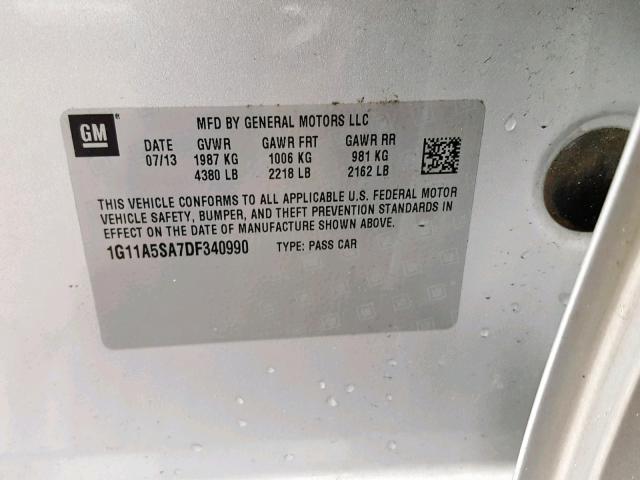 GM
MFD BY GENERAL MOTORS LLC
DATE GVWR GAWR FRT GAWR RR
07/13 1987 KG 1006 KG 981 KG
4380 LB 2218 LB 2162 LB
THIS VEHICLE CONFORMS TO ALL APPLICABLE U.S. FEDERAL MOTOR
VEHICLE SAFETY, BUMPER, AND THEFT PREVENTION STANDARDS IN
EFFECT ON THE DATE OF MANUFACTURE SHOWN ABOVE.
1G11A5SA7DF340990 TYPE: PASS CAR